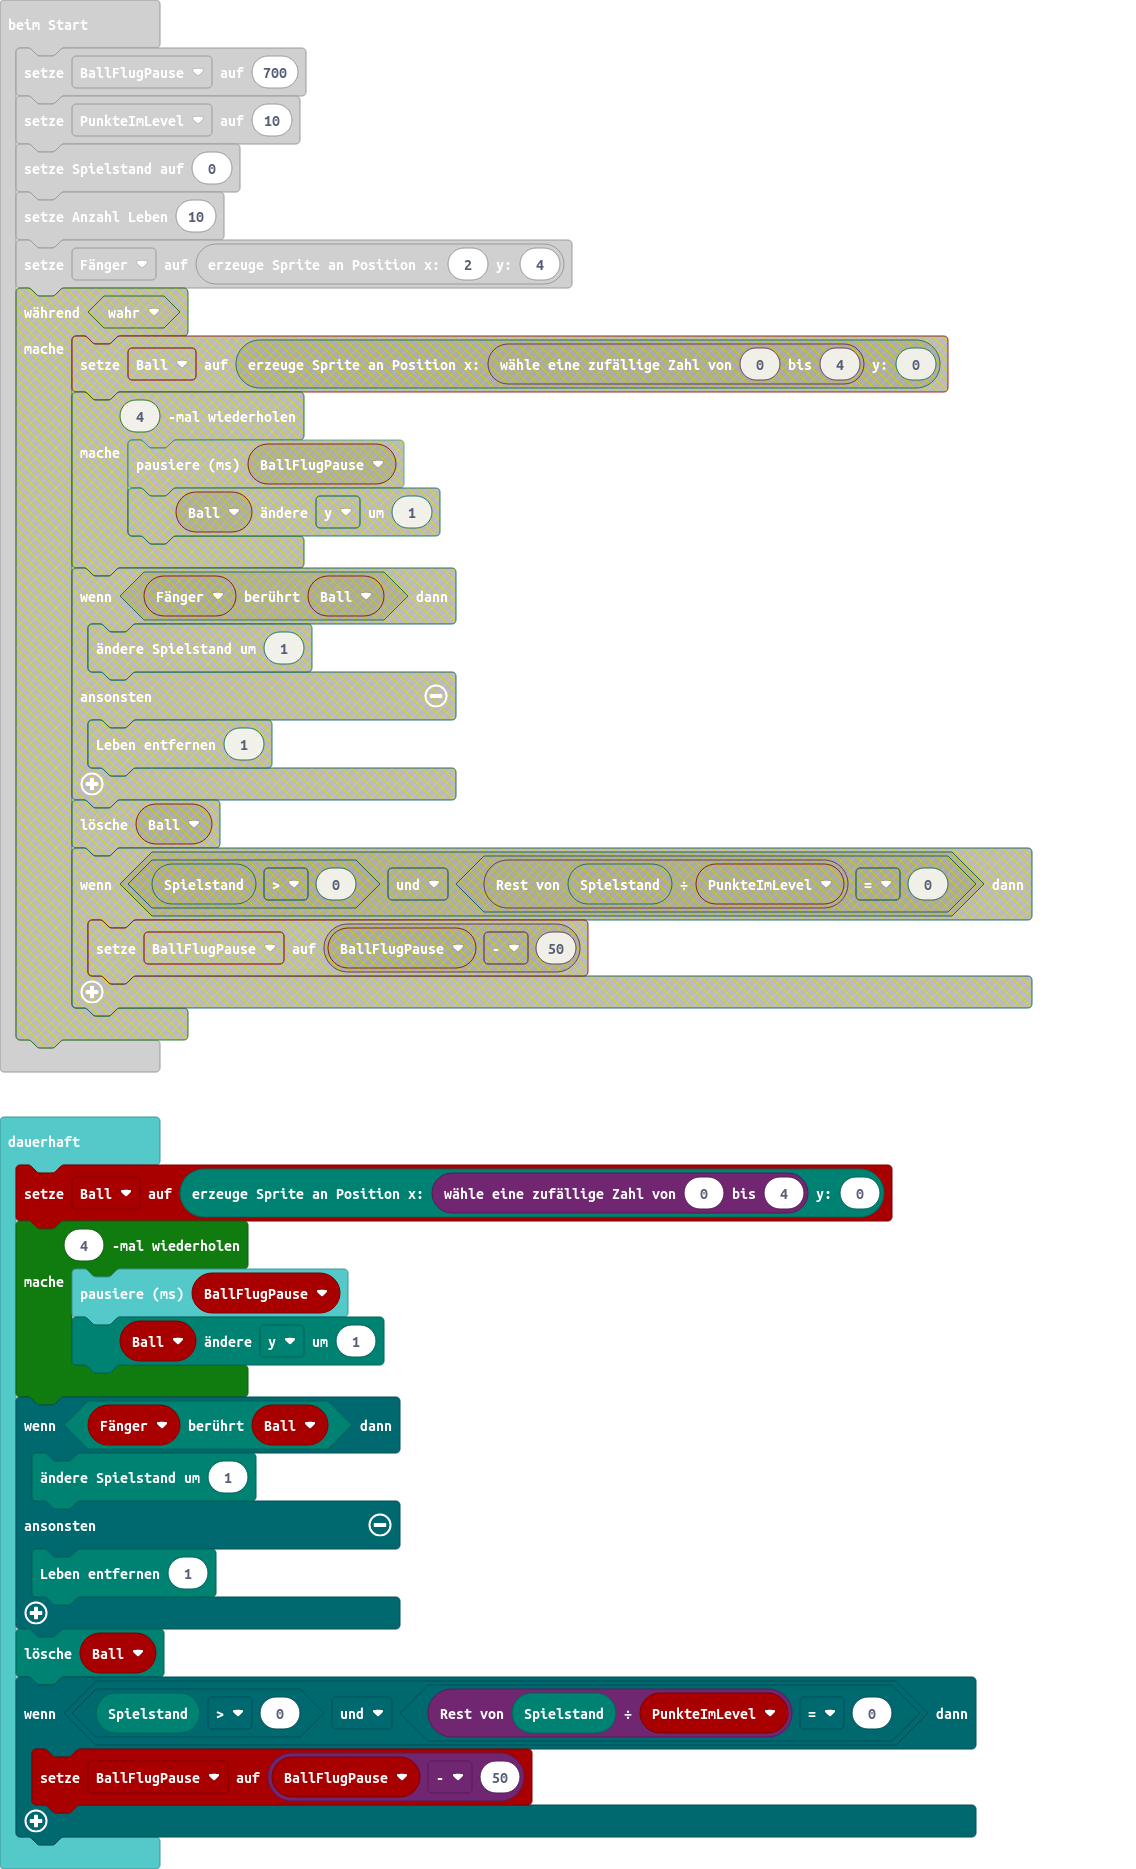 beim Start
setze BallFlugPause auf 700
setze PunkteImLevel auf 10
setze Spielstand auf 0
setze Anzahl Leben 10
setze Fänger auf erzeuge Sprite an Position x: 2 y: 4
während wahr
mache
setze Ball auf erzeuge Sprite an Position x: wähle eine zufällige Zahl von 0 bis 4 y: 0
4 -mal wiederholen
mache
pausiere (ms) BallFlugPause
Ball ändere y um 1
wenn Fänger berührt Ball dann
ändere Spielstand um 1
ansonsten
Leben entfernen 1
lösche Ball
wenn Spielstand > 0 und Rest von Spielstand ÷ PunkteImLevel = 0 dann
setze BallFlugPause auf BallFlugPause - 50
dauerhaft
setze Ball auf erzeuge Sprite an Position x: wähle eine zufällige Zahl von 0 bis 4 y: 0
4 -mal wiederholen
mache
pausiere (ms) BallFlugPause
Ball ändere y um 1
wenn Fänger berührt Ball dann
ändere Spielstand um 1
ansonsten
Leben entfernen 1
lösche Ball
wenn Spielstand > 0 und Rest von Spielstand ÷ PunkteImLevel = 0 dann
setze BallFlugPause auf BallFlugPause - 50